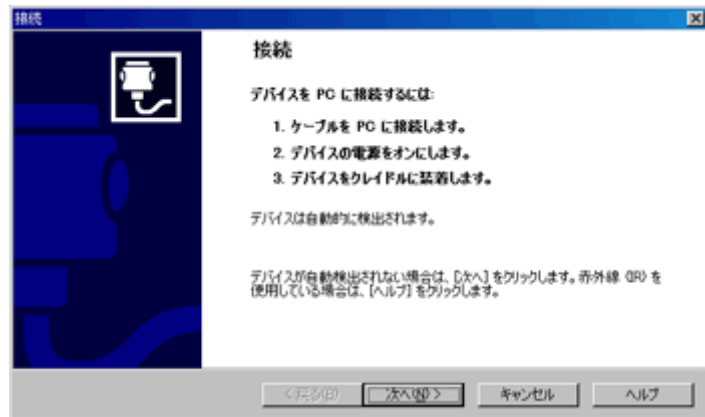 接続
接続
デバイスを PC に接続するには:
1. ケーブルを PC に接続します。
2. デバイスの電源をオンにします。
3. デバイスをクレイドルに装着します。
デバイスは自動的に検出されます。
デバイスが自動検出されない場合は、[次へ] をクリックします。赤外線 (IR) を
使用している場合は、[ヘルプ] をクリックします。
< 戻る(B) 次へ(N) > キャンセル ヘルプ